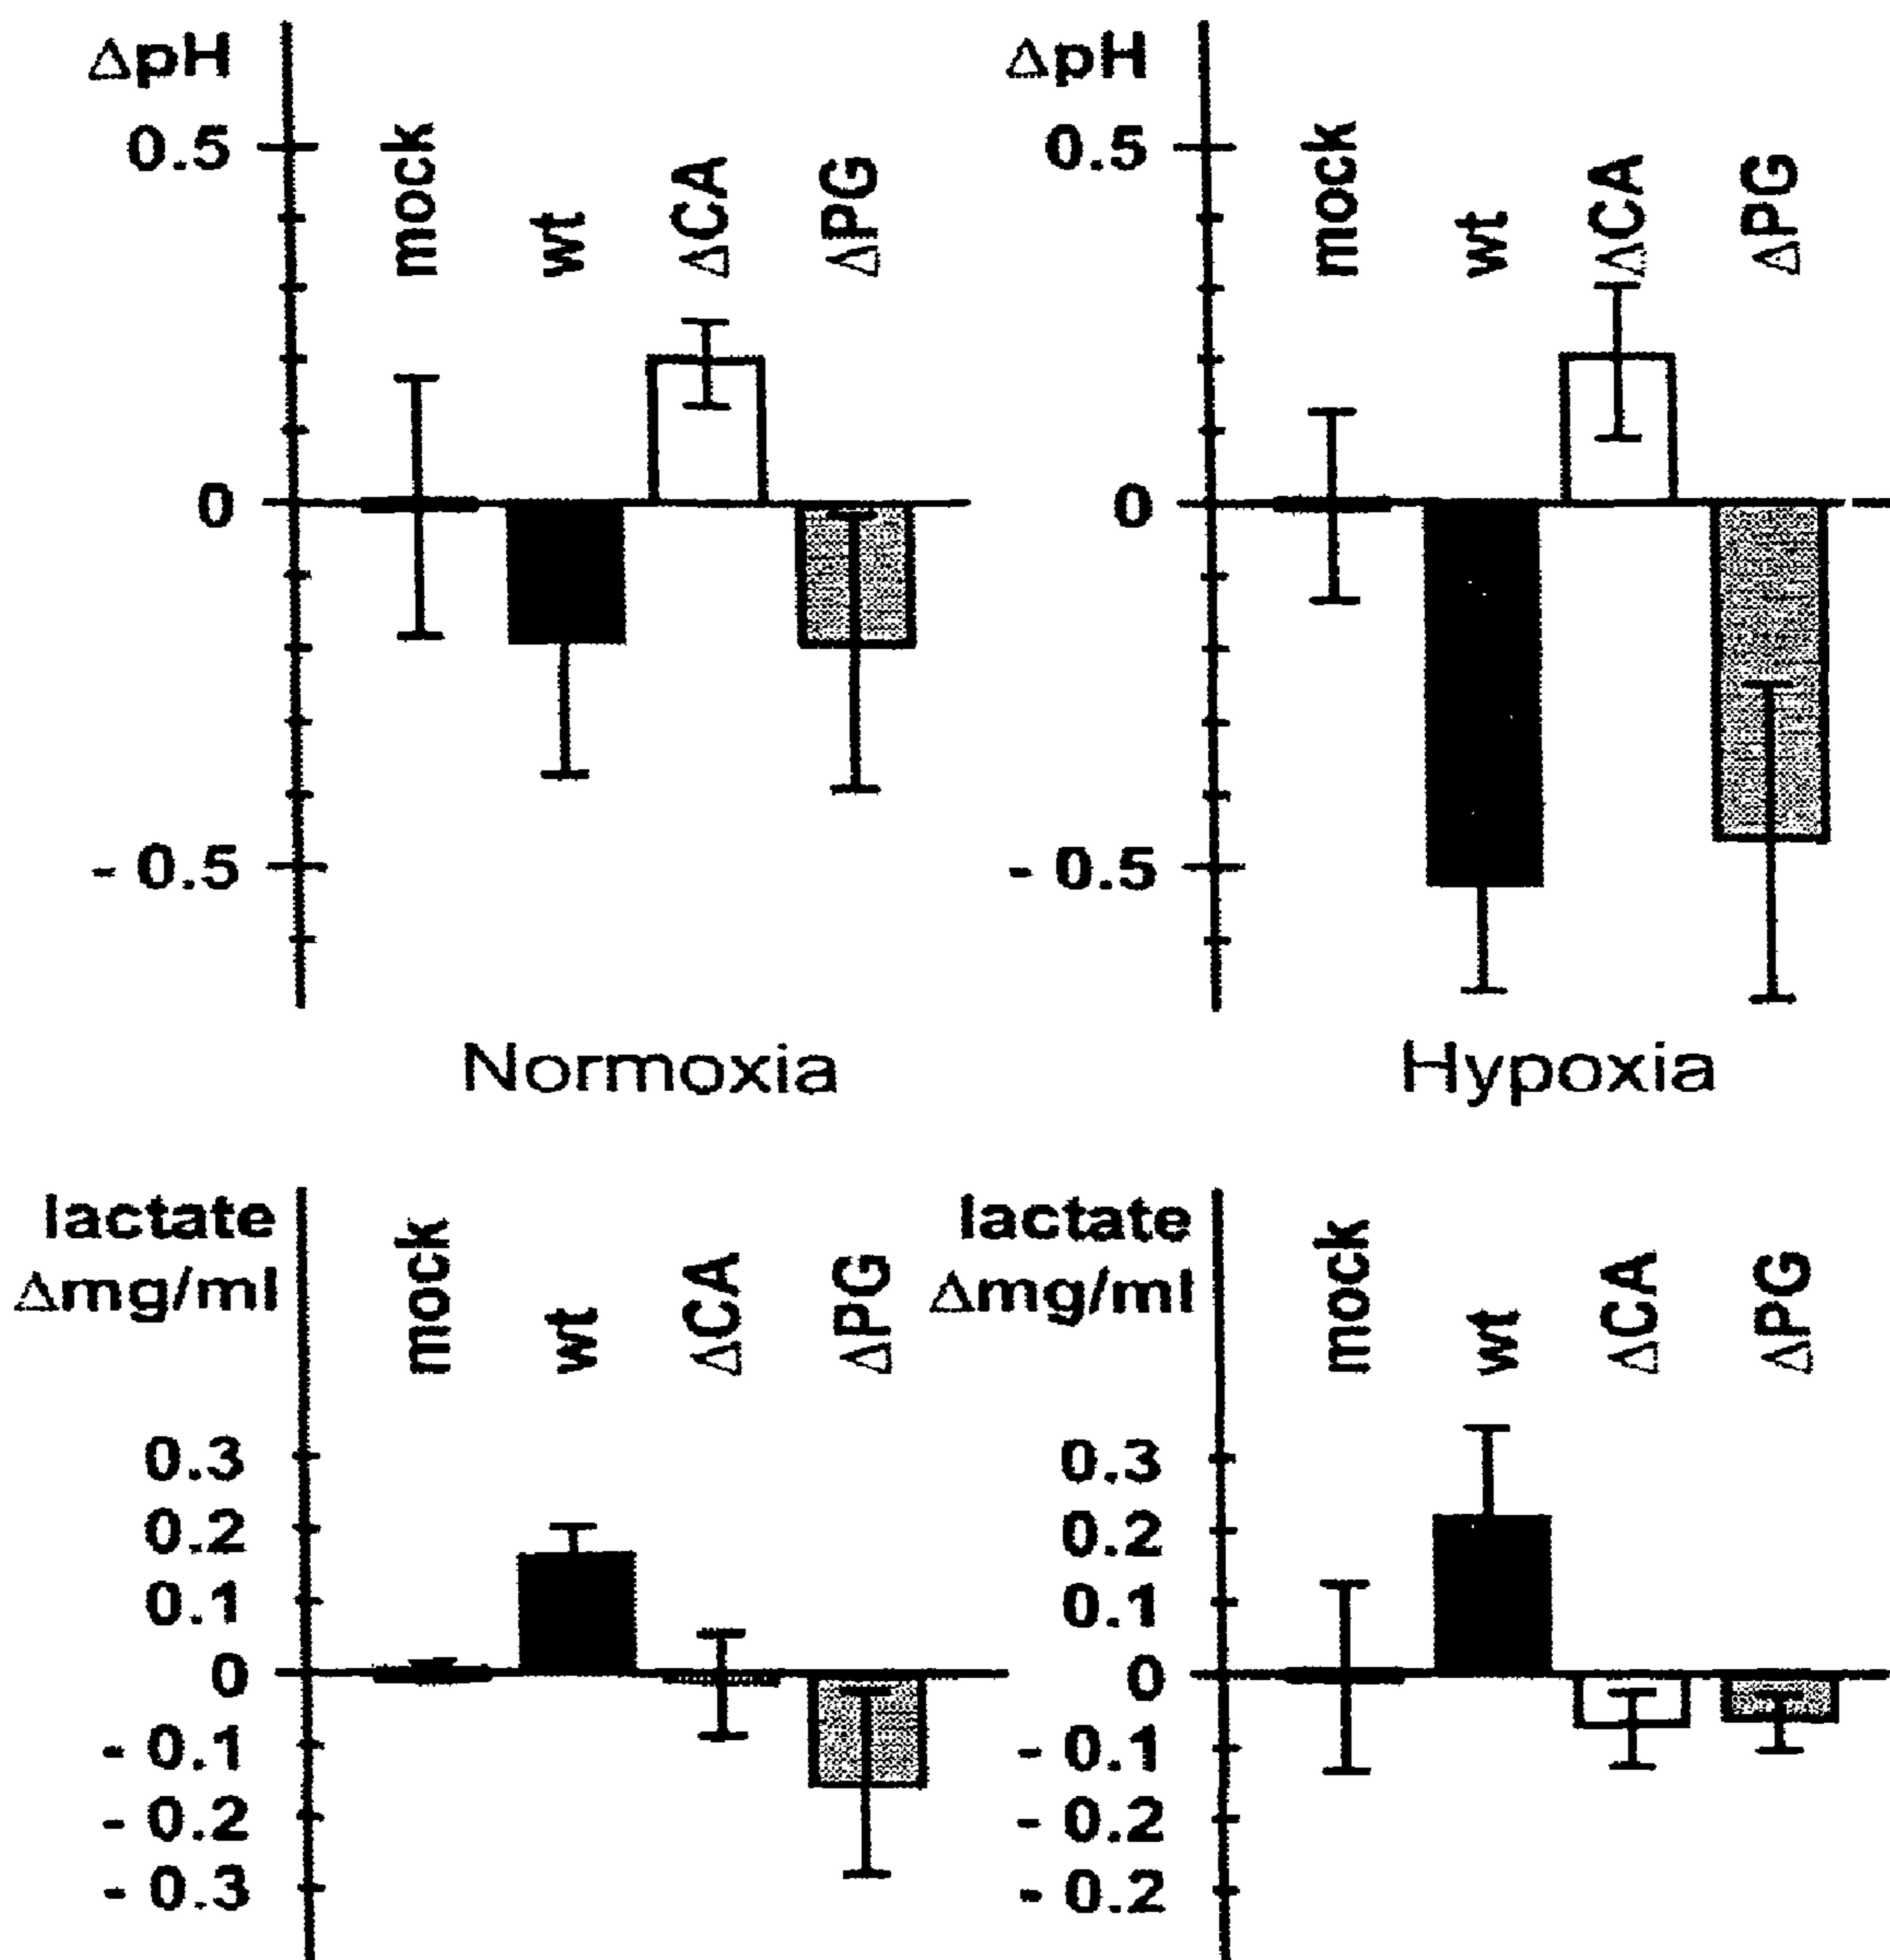 ΔpH
0.5
0
- 0.5
mock
wt
ΔCA
ΔPG
Normoxia
ΔpH
0.5
0
- 0.5
mock
wt
ΔCA
ΔPG
Hypoxia
lactate
Δmg/ml
0.3
0.2
0.1
0
- 0.1
- 0.2
- 0.3
mock
wt
ΔCA
ΔPG
lactate
Δmg/ml
0.3
0.2
0.1
0
- 0.1
- 0.2
- 0.2
mock
wt
ΔCA
ΔPG